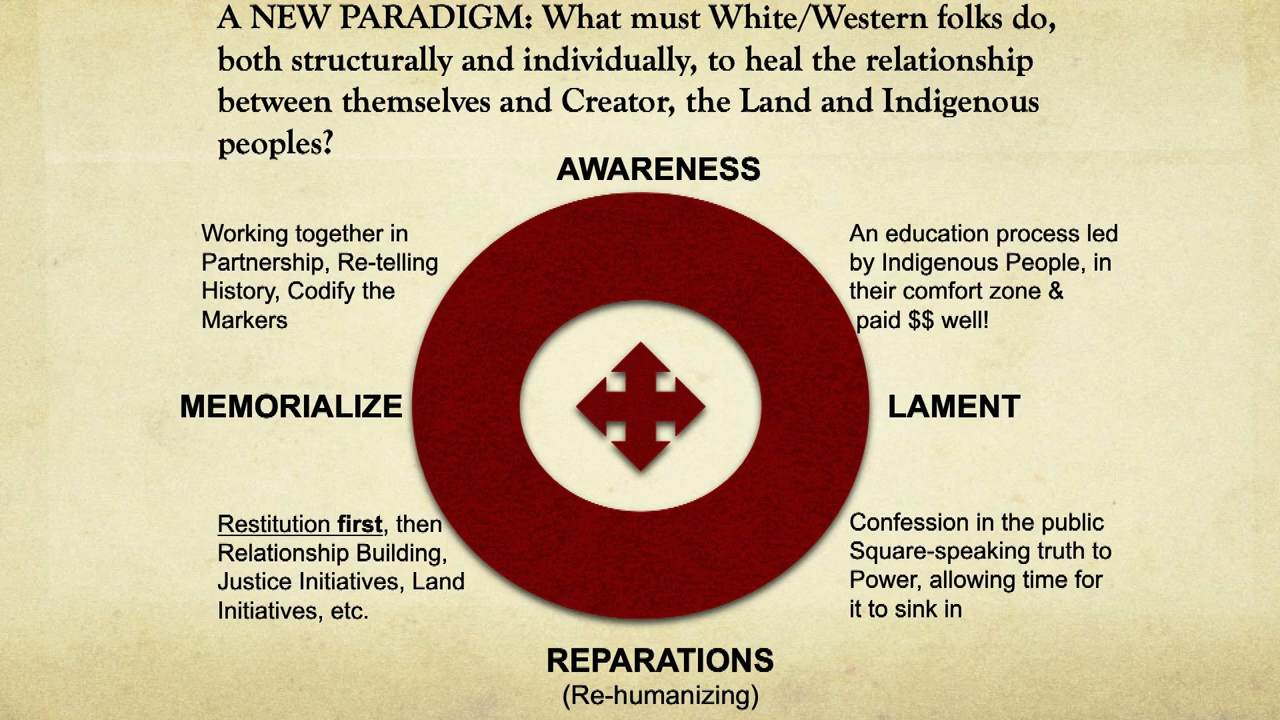 A NEW PARADIGM: What must White/Western folks do,
both structurally and individually, to heal the relationship
between themselves and Creator, the Land and Indigenous
peoples?
AWARENESS
Working together in
Partnership, Re-telling
History, Codify the
Markers
An education process led
by Indigenous People, in
their comfort zone &
paid $$ well!
MEMORIALIZE
LAMENT
Restitution first, then
Relationship Building,
Justice Initiatives, Land
Initiatives, etc.
Confession in the public
Square-speaking truth to
Power, allowing time for
it to sink in
REPARATIONS
(Re-humanizing)